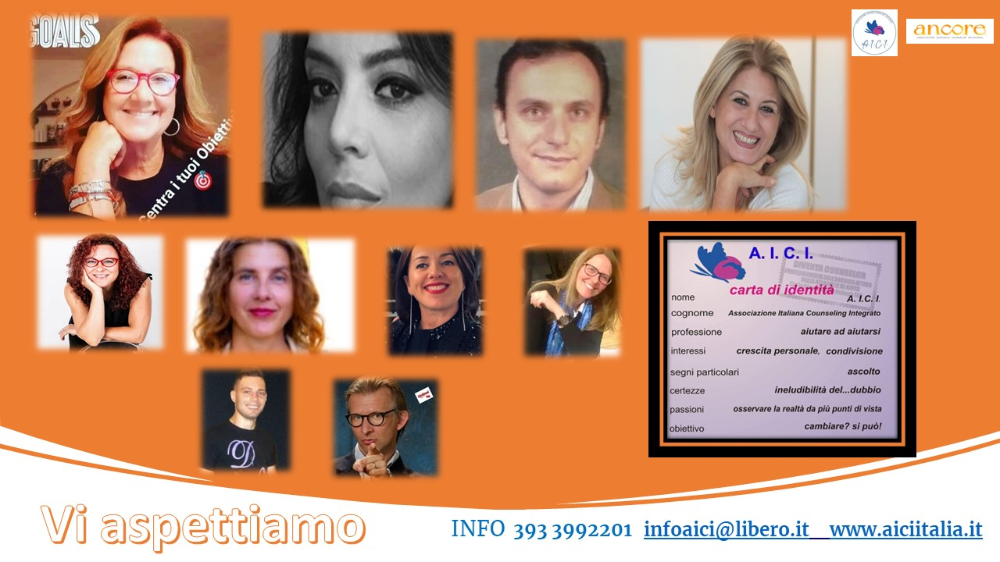 GOALS
Centra i tuoi Obiettiv
A.I.C.I.
ancore
A. I. C. I.
DIVENTA COUNSELOR
carta di identità
nome A. I.C I.
cognome Associazione Italiana Counseling Integrato
professione aiutare ad aiutarsi
interessi crescita personale, condivisione
segni particolari ascolto
certezze ineludibilità del...dubbio
passioni osservare la realtà da più punti di vista
obiettivo cambiare? si può!
D
Vi aspettiamo
INFO 393 3992201 infoaici@libero.it www.aiciitalia.it